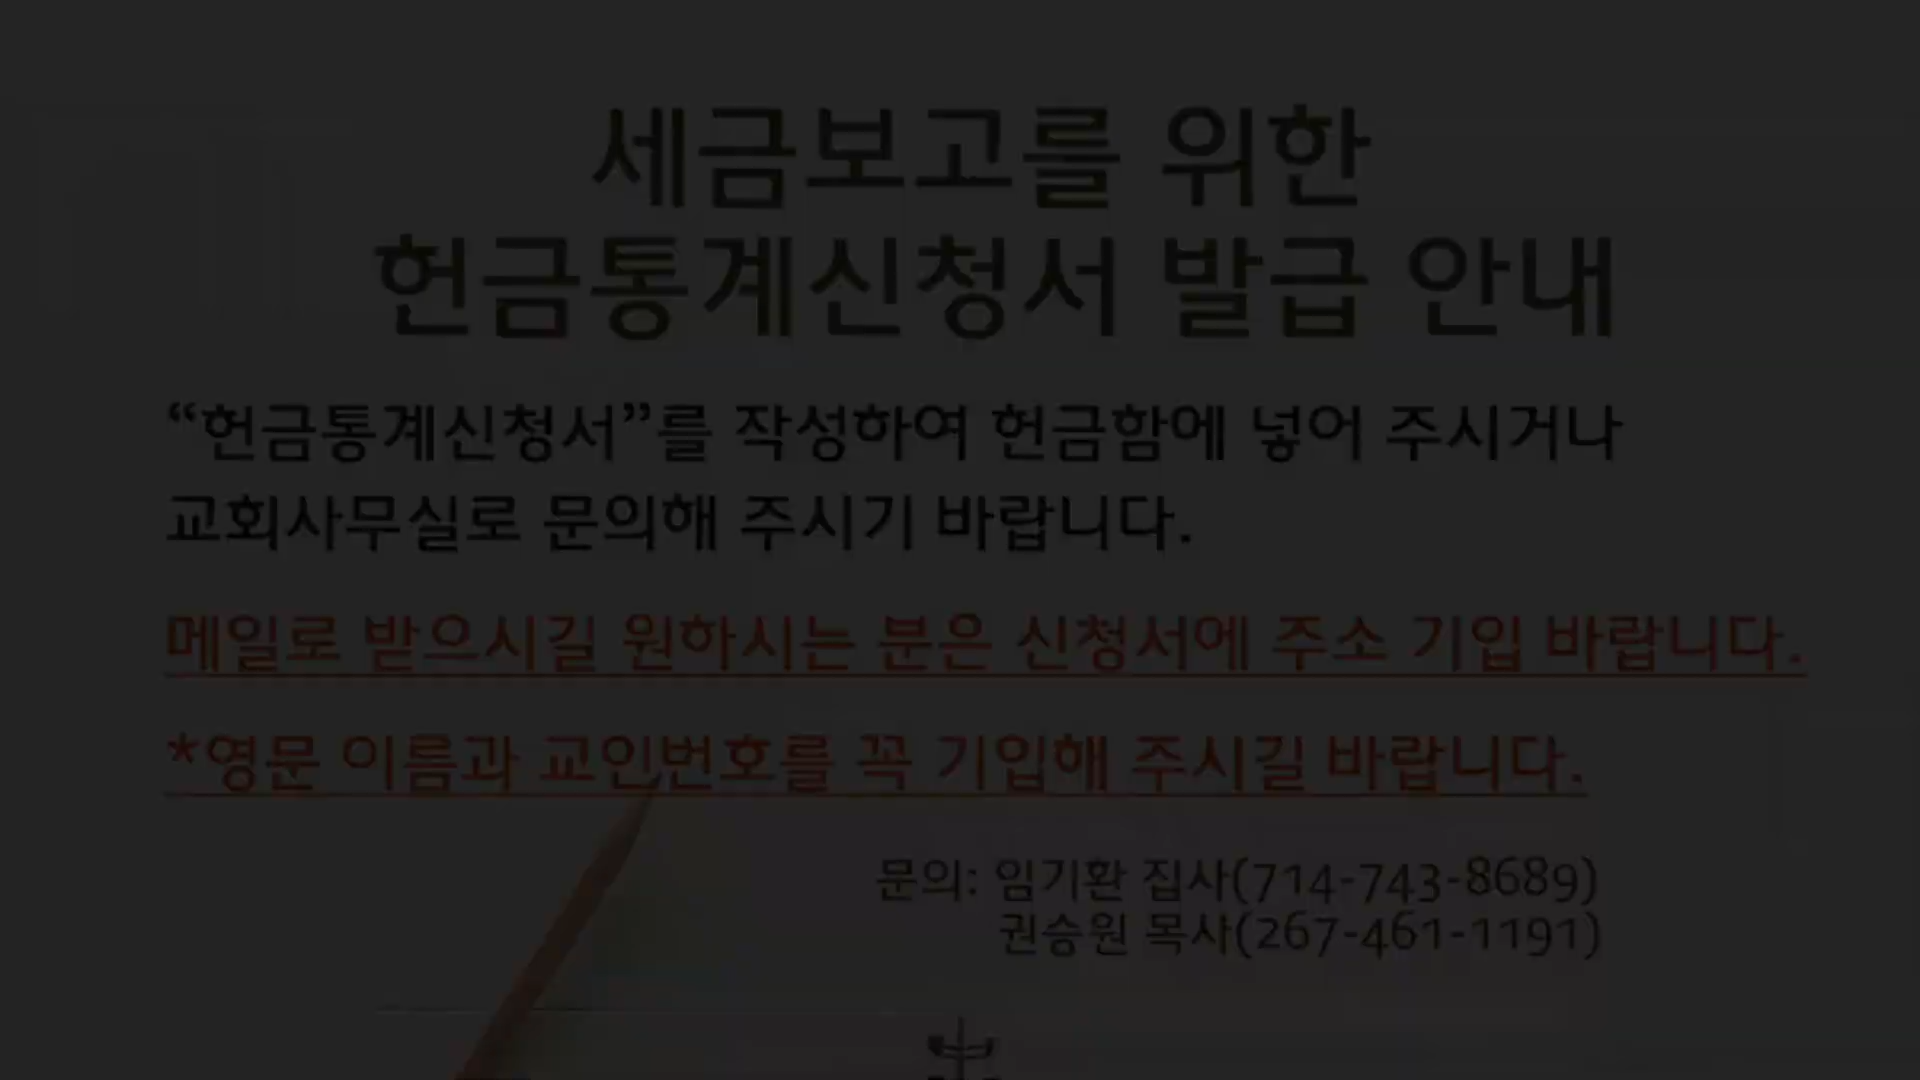 세금보고를 위한
헌금통계신청서 발급 안내
“헌금통계신청서”를 작성하여 헌금함에 넣어 주시거나
교회사무실로 문의해 주시기 바랍니다.
메일로 받으시길 원하시는 분은 신청서에 주소 기입 바랍니다.
*영문 이름과 교인번호를 꼭 기입해 주시길 바랍니다.
문의: 임기환 집사(714-743-8689)
권승원 목사(267-461-1191)